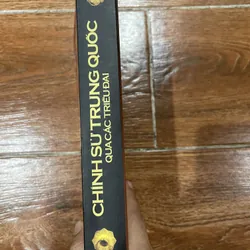 CHÍNH SỬ TRUNG QUỐC
QUA CÁC TRIỀU ĐẠI